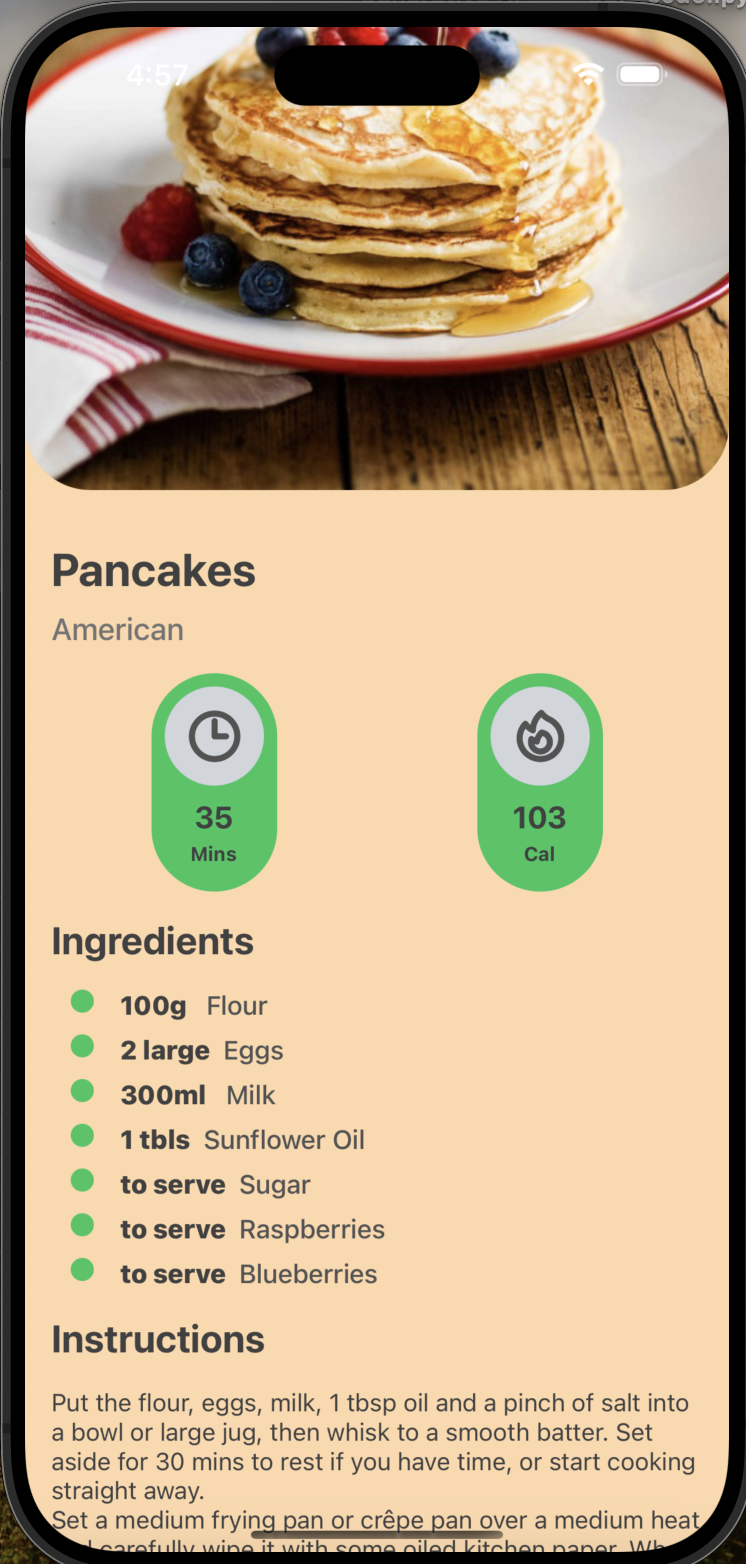 4:57
Pancakes
American
35
Mins
103
Cal
Ingredients
100g Flour
2 large Eggs
300ml Milk
1 tbls Sunflower Oil
to serve Sugar
to serve Raspberries
to serve Blueberries
Instructions
Put the flour, eggs, milk, 1 tbsp oil and a pinch of salt into
a bowl or large jug, then whisk to a smooth batter. Set
aside for 30 mins to rest if you have time, or start cooking
straight away.
Set a medium frying pan or crêpe pan over a medium heat
carefully wipe it with some oiled kitchen paper.